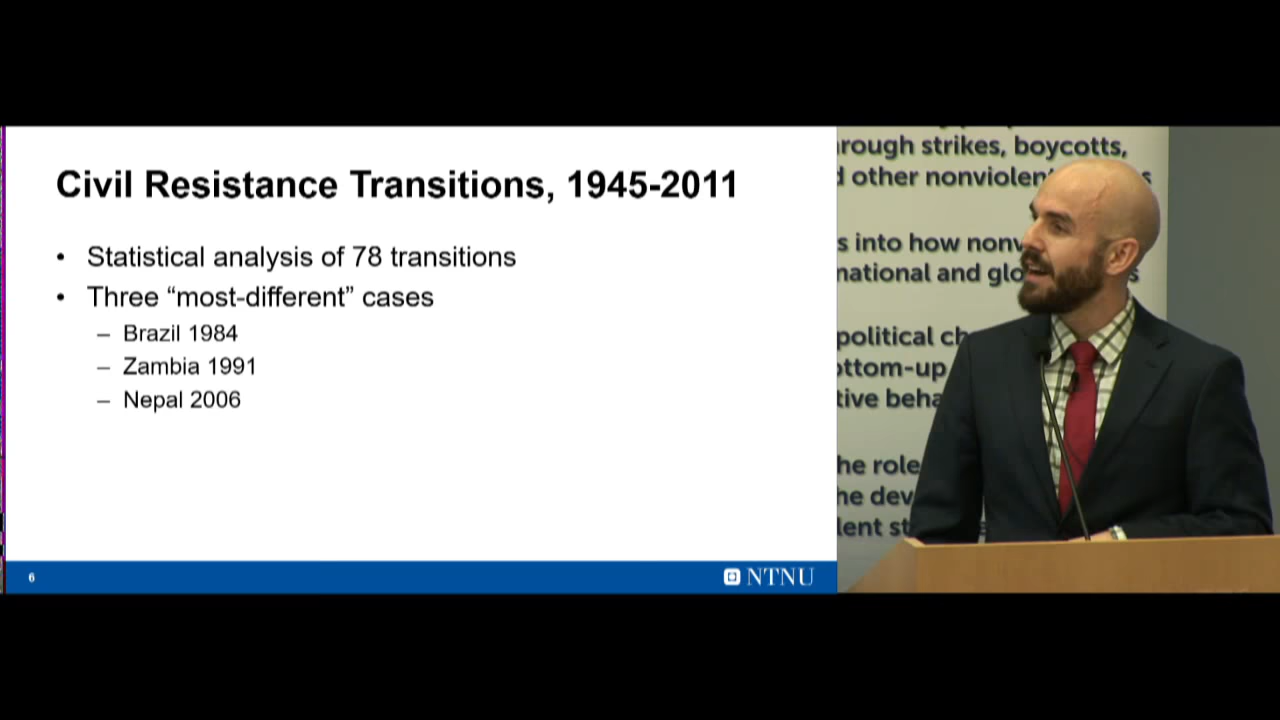 Civil Resistance Transitions, 1945-2011
• Statistical analysis of 78 transitions
• Three “most-different” cases
– Brazil 1984
– Zambia 1991
– Nepal 2006
6
NTNU
rough strikes, boycotts,
other nonviolen
s into how nonv
national and glo
political ch
ottom-up
tive beha
he role
he dev
lent st